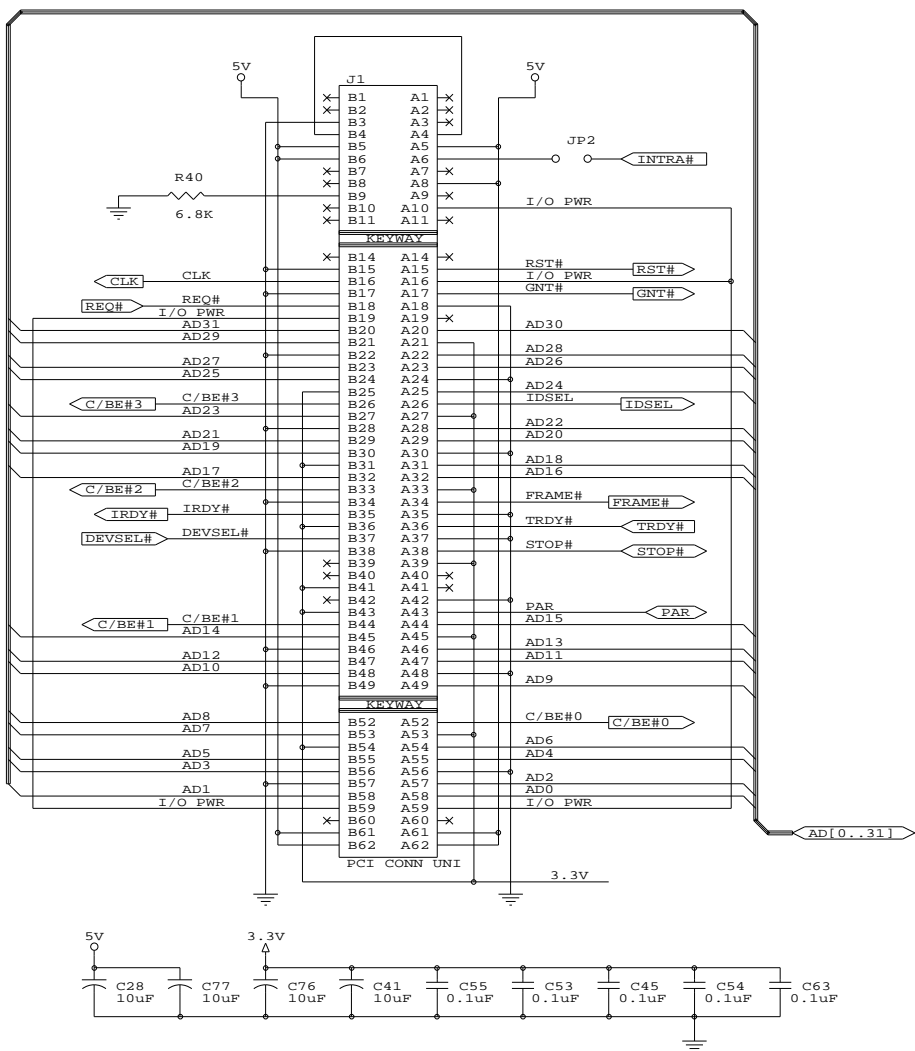 5V
5V
J1
B1 A1
B2 A2
B3 A3
B4 A4
B5 A5
JP2
B6 A6
INTRA#
B7 A7
R40
B8 A8
B9 A9
6.8K
B10 A10 I/O PWR
B11 A11
KEYWAY
B14 A14
B15 A15 RST# RST#
CLK CLK B16 A16 I/O PWR
B17 A17 GNT# GNT#
REQ# REQ# B18 A18
I/O PWR B19 A19
AD31 B20 A20 AD30
AD29 B21 A21
B22 A22 AD28
AD27 B23 A23 AD26
AD25 B24 A24
B25 A25 AD24
C/BE#3 C/BE#3 B26 A26 IDSEL IDSEL
AD23 B27 A27
B28 A28 AD22
AD21 B29 A29 AD20
AD19 B30 A30
B31 A31 AD18
AD17 B32 A32 AD16
C/BE#2 C/BE#2 B33 A33
B34 A34 FRAME# FRAME#
IRDY# IRDY# B35 A35
B36 A36 TRDY# TRDY#
DEVSEL# DEVSEL# B37 A37
B38 A38 STOP# STOP#
B39 A39
B40 A40
B41 A41
B42 A42
B43 A43 PAR PAR
C/BE#1 C/BE#1 B44 A44 AD15
AD14 B45 A45
B46 A46 AD13
AD12 B47 A47 AD11
AD10 B48 A48
B49 A49 AD9
KEYWAY
AD8 B52 A52 C/BE#0 C/BE#0
AD7 B53 A53
B54 A54 AD6
AD5 B55 A55 AD4
AD3 B56 A56
B57 A57 AD2
AD1 B58 A58 AD0
I/O PWR B59 A59 I/O PWR
B60 A60
B61 A61
AD[0..31]
B62 A62
PCI CONN UNI
3.3V
5V
3.3V
C28 C77 C76 C41 C55 C53 C45 C54 C63
10uF 10uF 10uF 10uF 0.1uF 0.1uF 0.1uF 0.1uF 0.1uF